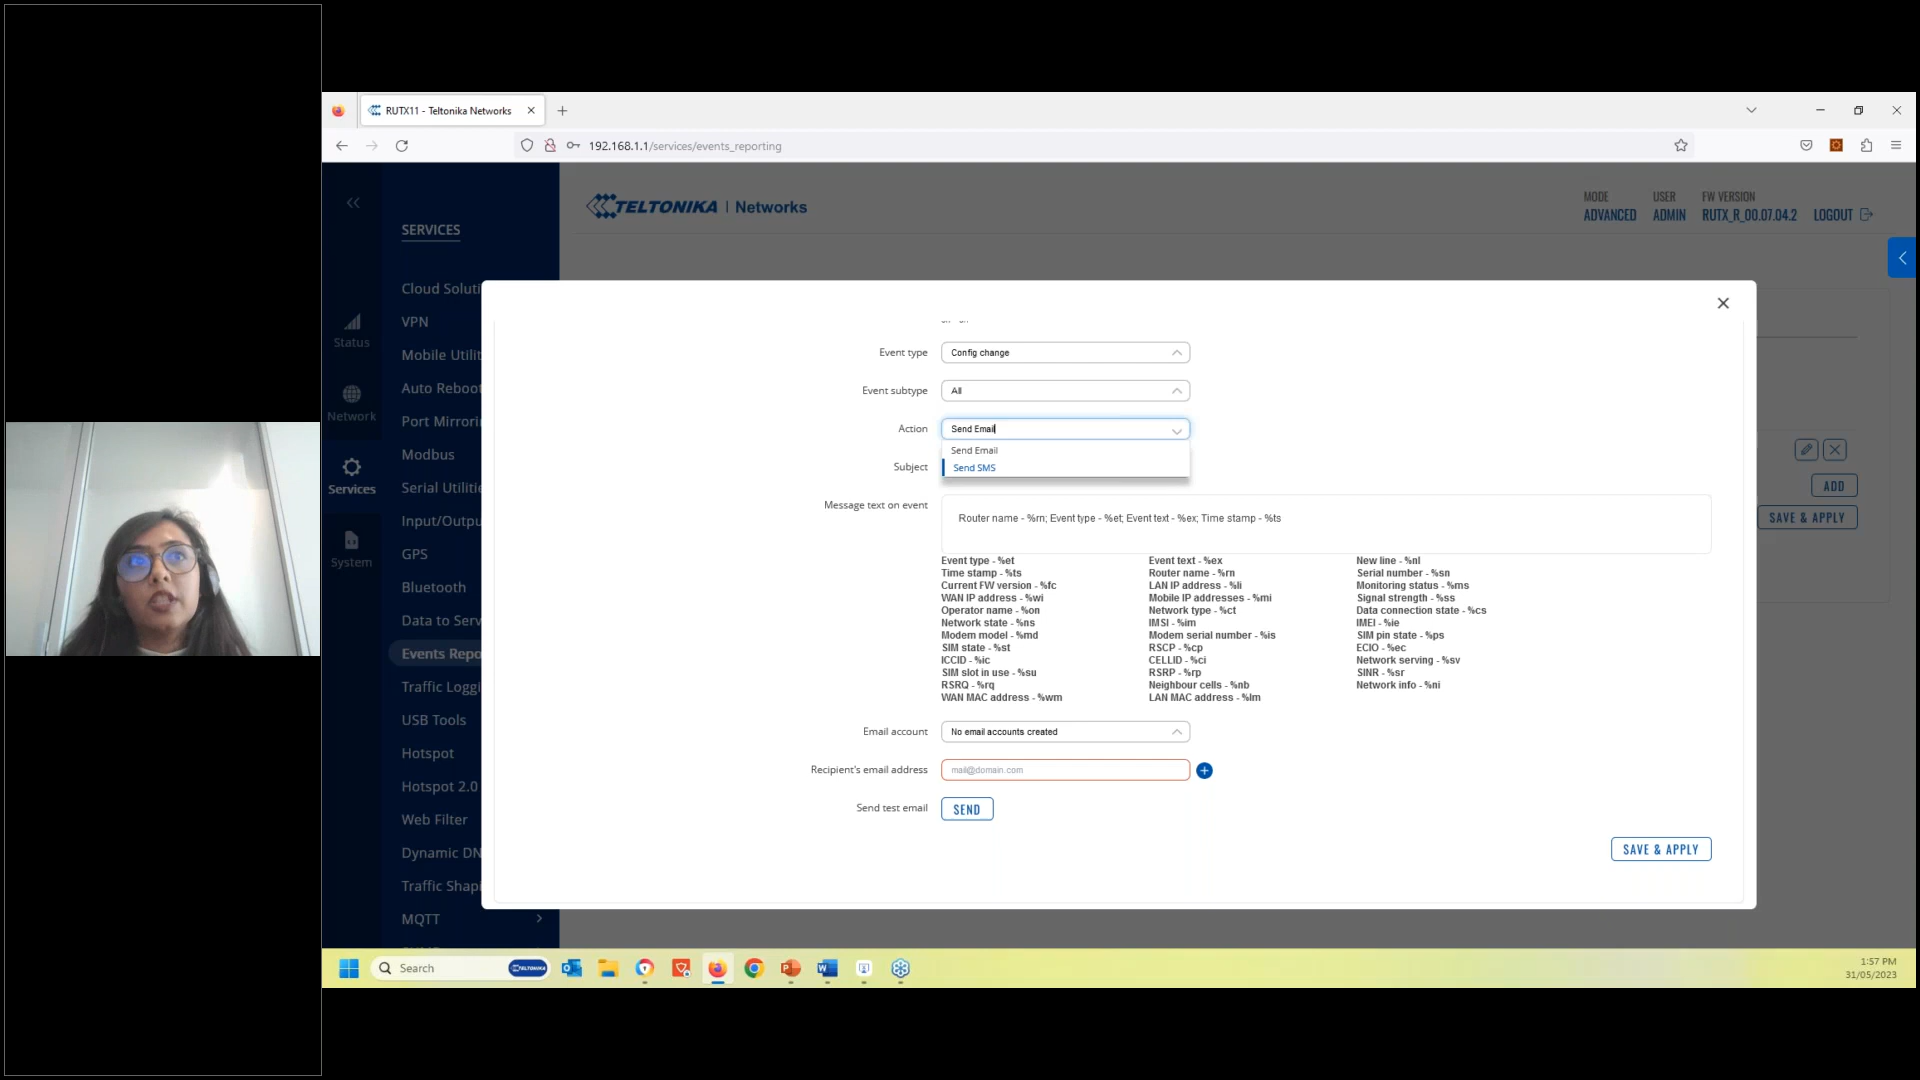 RUTX11 - Teltonika Networks
192.168.1.1/services/events_reporting
TELTONIKA | Networks
MODE
ADVANCED
USER
ADMIN
FW VERSION
RUTX_R_00.07.04.2
LOGOUT
Status
Network
Services
System
SERVICES
Cloud Soluti
VPN
Mobile Utilit
Auto Reboot
Port Mirrori
Modbus
Serial Utilitie
Input/Outpu
GPS
Bluetooth
Data to Serv
Events Repo
Traffic Loggi
USB Tools
Hotspot
Hotspot 2.0
Web Filter
Dynamic DN
Traffic Shapi
MQTT
Event type Config change
Event subtype All
Action Send Email
Send Email
Send SMS
Subject
Message text on event Router name - %rn; Event type - %et; Event text - %ex; Time stamp - %ts
Event type - %et Event text - %ex New line - %nl
Time stamp - %ts Router name - %rn Serial number - %sn
Current FW version - %fc LAN IP address - %li Monitoring status - %ms
WAN IP address - %wi Mobile IP addresses - %mi Signal strength - %ss
Operator name - %on Network type - %ct Data connection state - %cs
Network state - %ns IMSI - %im IMEI - %ie
Modem model - %md Modem serial number - %is SIM pin state - %ps
SIM state - %st RSCP - %cp ECIO - %ec
ICCID - %ic CELLID - %ci Network serving - %sv
SIM slot in use - %su RSRP - %rp SINR - %sr
RSRQ - %rq Neighbour cells - %nb Network info - %ni
WAN MAC address - %wm LAN MAC address - %lm
Email account No email accounts created
Recipient's email address mail@domain.com
Send test email SEND
SAVE & APPLY
ADD
SAVE & APPLY
Search
TELTONIKA
1:57 PM
31/05/2023